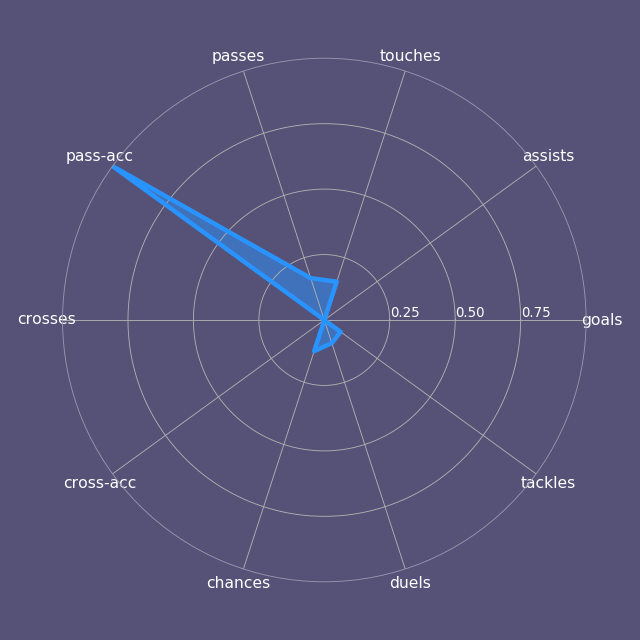 passes touches
pass-acc assists
crosses 0.25 0.50 0.75 goals
cross-acc tackles
chances duels